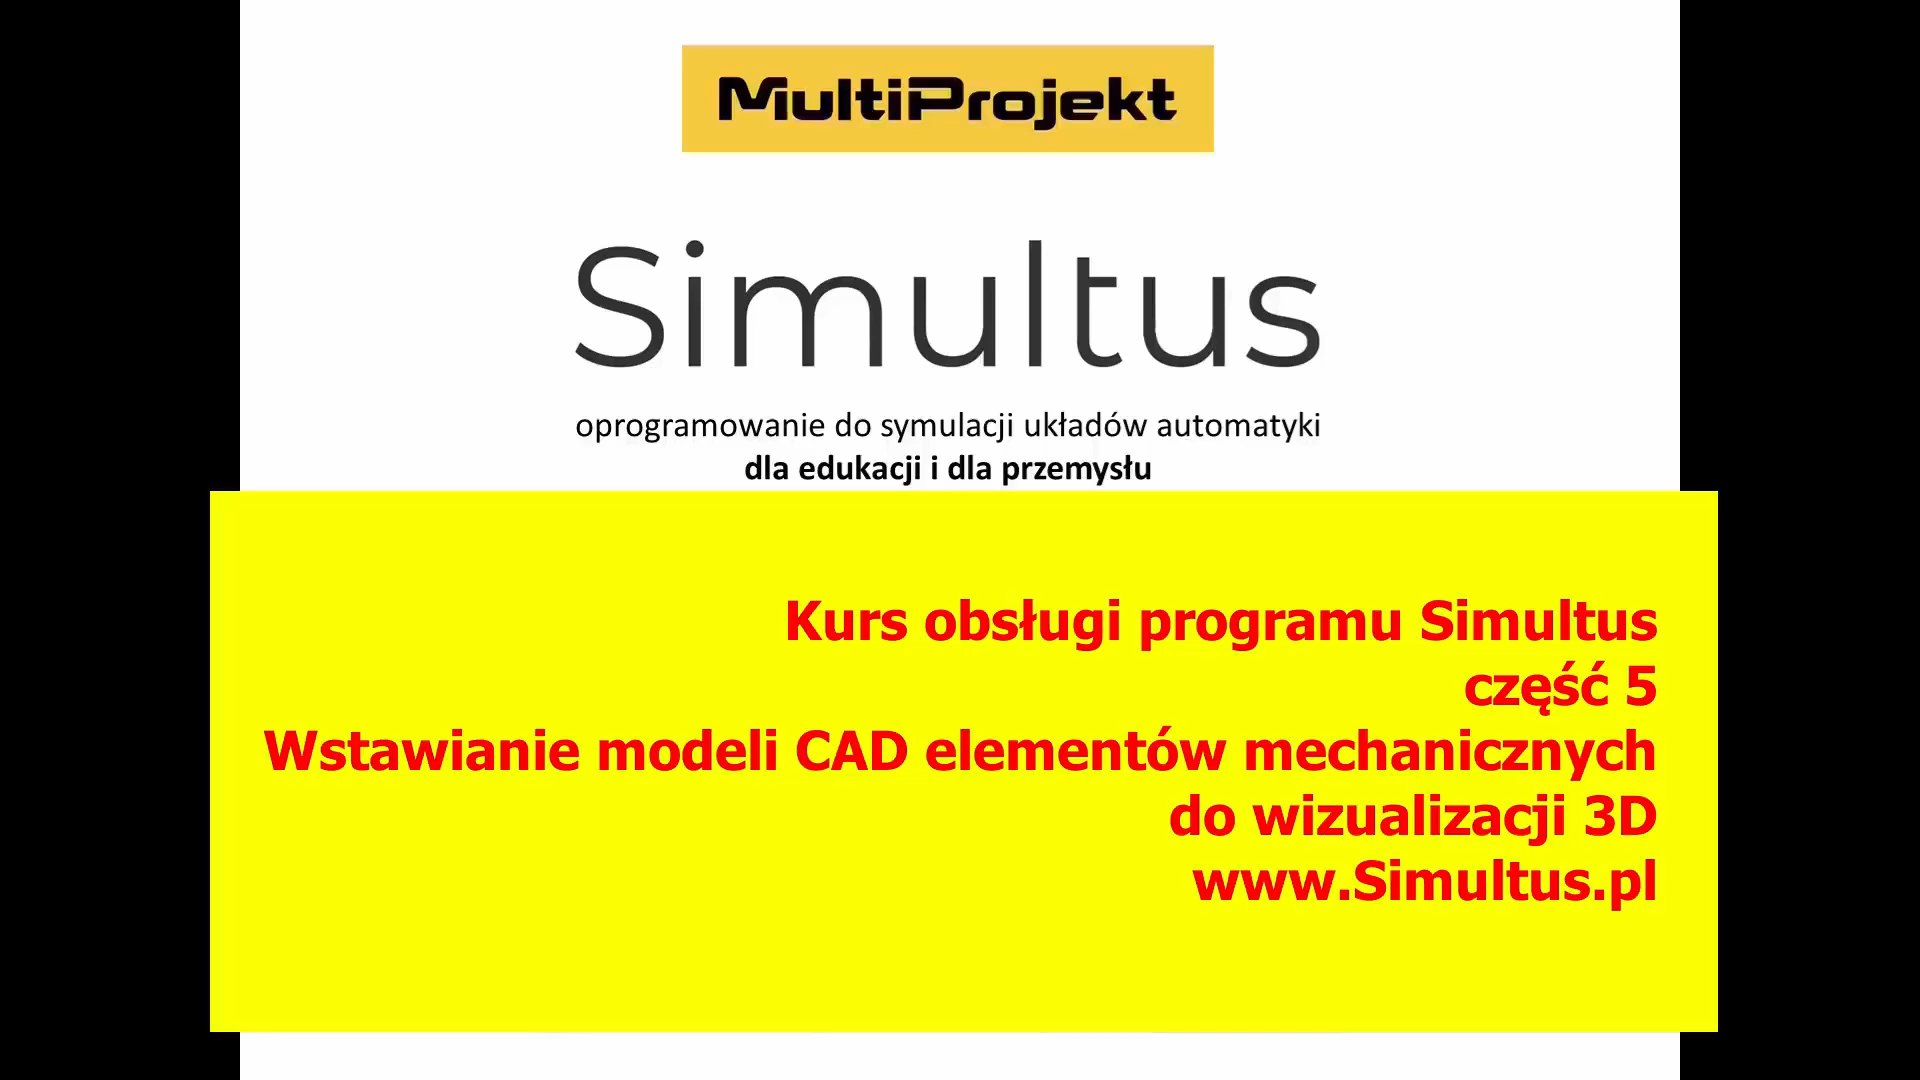 MultiProjekt
Simultus
oprogramowanie do symulacji układów automatyki
dla edukacji i dla przemysłu
Kurs obsługi programu Simultus
część 5
Wstawianie modeli CAD elementów mechanicznych
do wizualizacji 3D
www.Simultus.pl